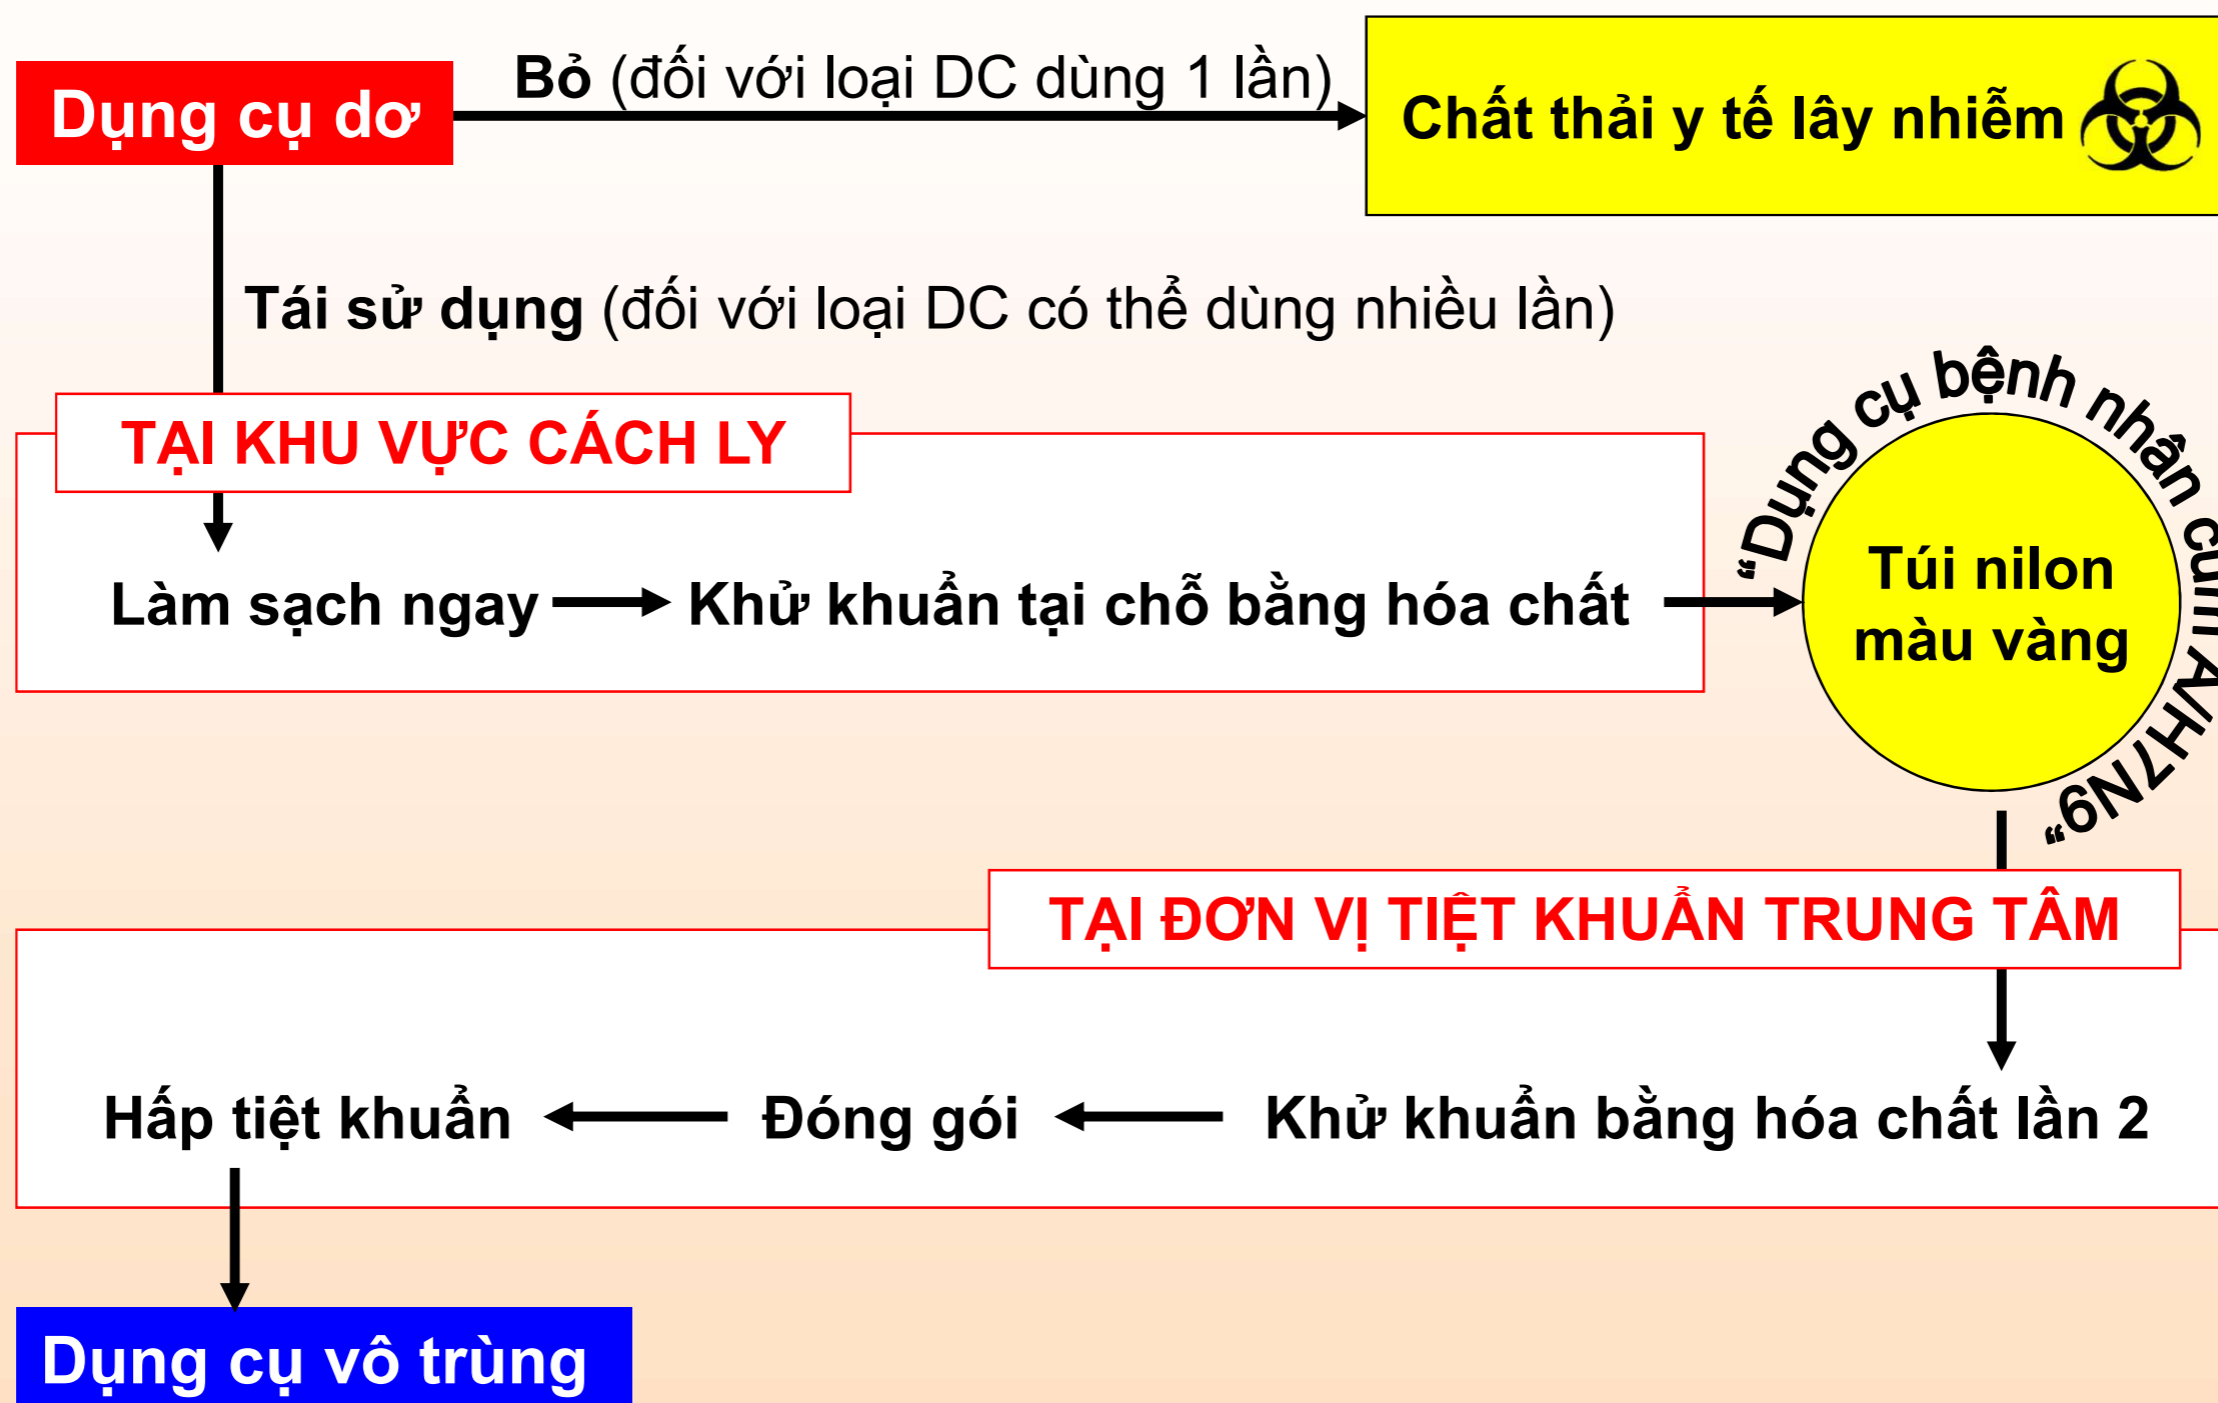 Dụng cụ dơ
Bỏ (đối với loại DC dùng 1 lần)
Chất thải y tế lây nhiễm
Tái sử dụng (đối với loại DC có thể dùng nhiều lần)
TẠI KHU VỰC CÁCH LY
Làm sạch ngay
Khử khuẩn tại chỗ bằng hóa chất
"Dụng cụ bệnh nhân cúm A/H7N9"
Túi nilon
màu vàng
TẠI ĐƠN VỊ TIỆT KHUẨN TRUNG TÂM
Hấp tiệt khuẩn
Đóng gói
Khử khuẩn bằng hóa chất lần 2
Dụng cụ vô trùng